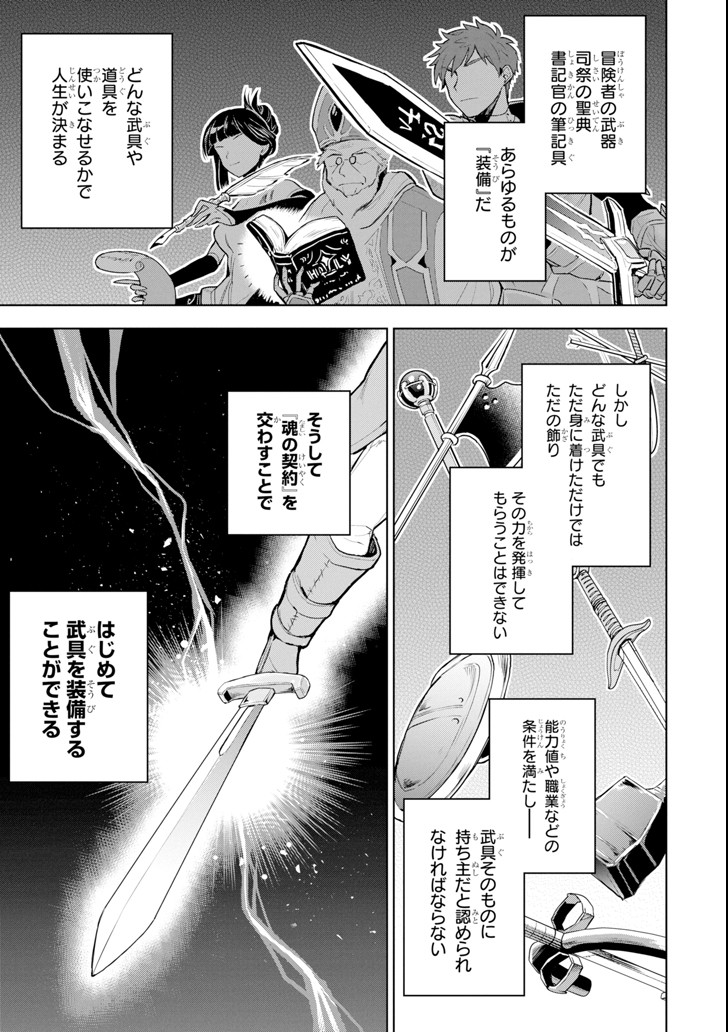 冒険者の武器
司祭の聖典
書記官の筆記具
あらゆるものが
『装備』だ
どんな武具や
道具を
使いこなせるかで
人生が決まる
しかし
どんな武具でも
ただ身に着けただけでは
ただの飾り
その力を発揮して
もらうことはできない
能力値や職業などの
条件を満たし――
武具そのものに
持ち主だと認められ
なければならない
そうして
『魂の契約』を
交わすことで
はじめて
武具を装備する
ことができる